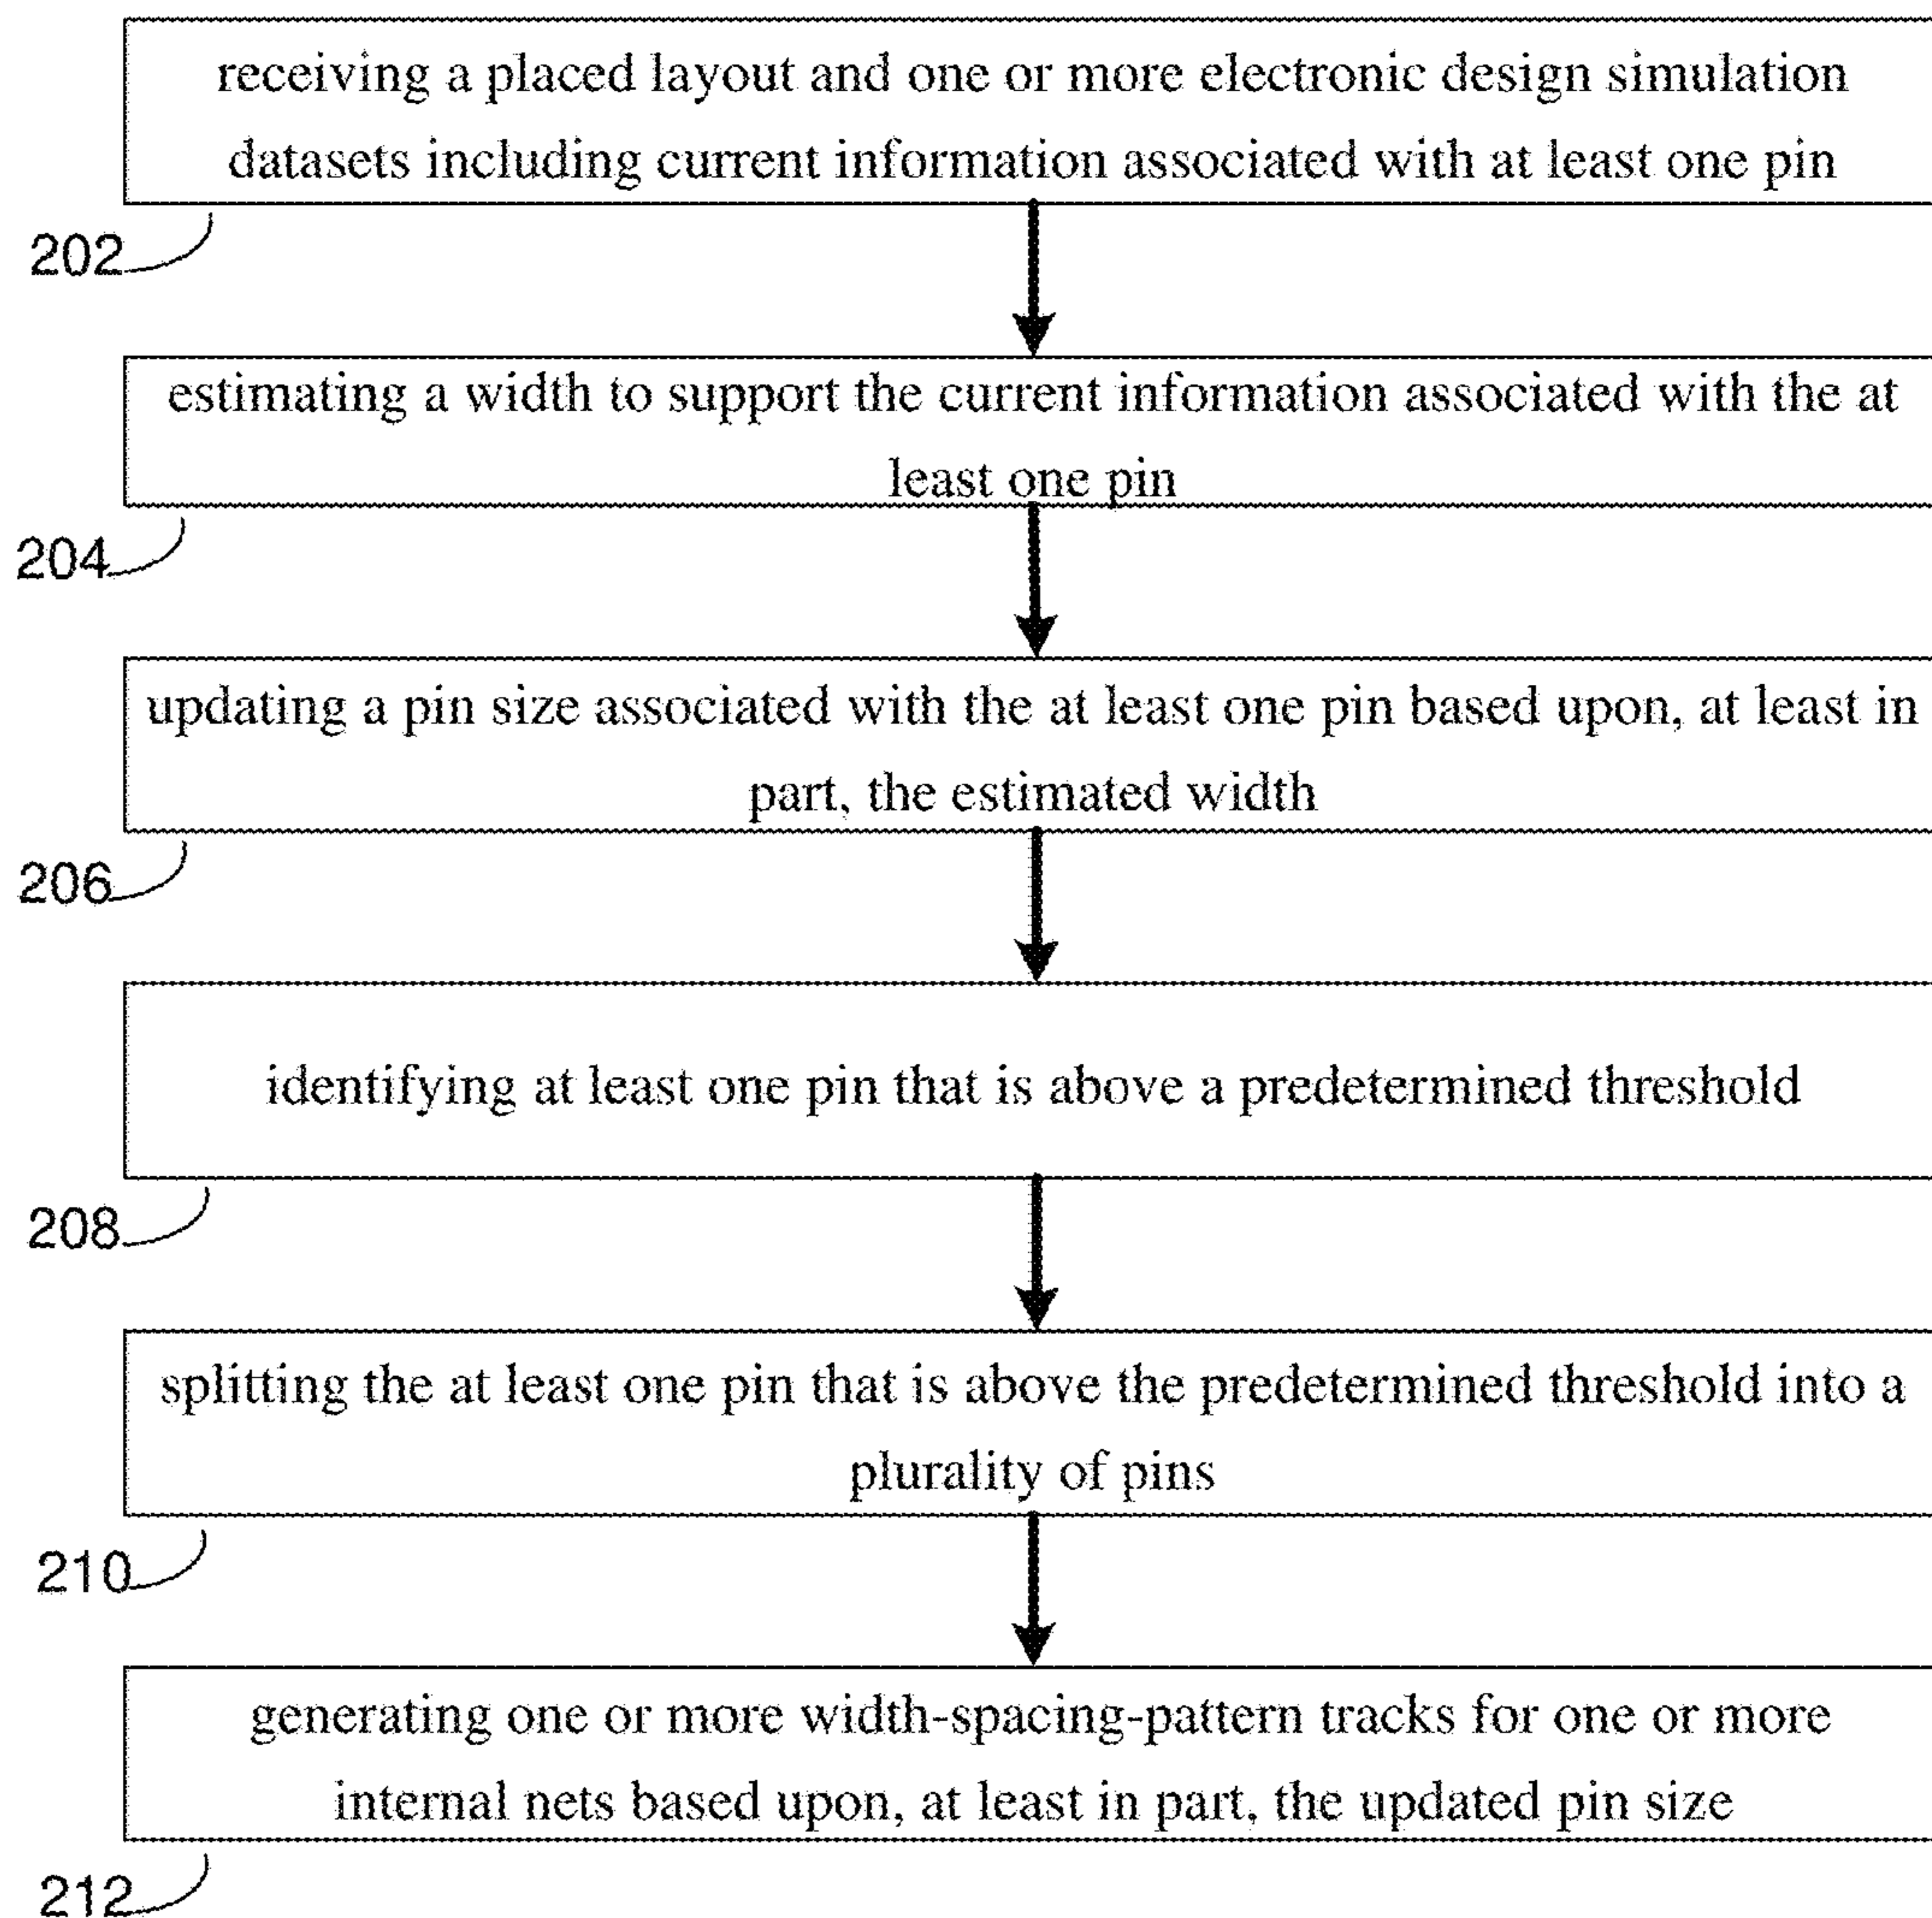 receiving a placed layout and one or more electronic design simulation
datasets including current information associated with at least one pin
202
estimating a width to support the current information associated with the at
least one pin
204
updating a pin size associated with the at least one pin based upon, at least in
part, the estimated width
206
identifying at least one pin that is above a predetermined threshold
208
splitting the at least one pin that is above the predetermined threshold into a
plurality of pins
210
generating one or more width-spacing-pattern tracks for one or more
internal nets based upon, at least in part, the updated pin size
212